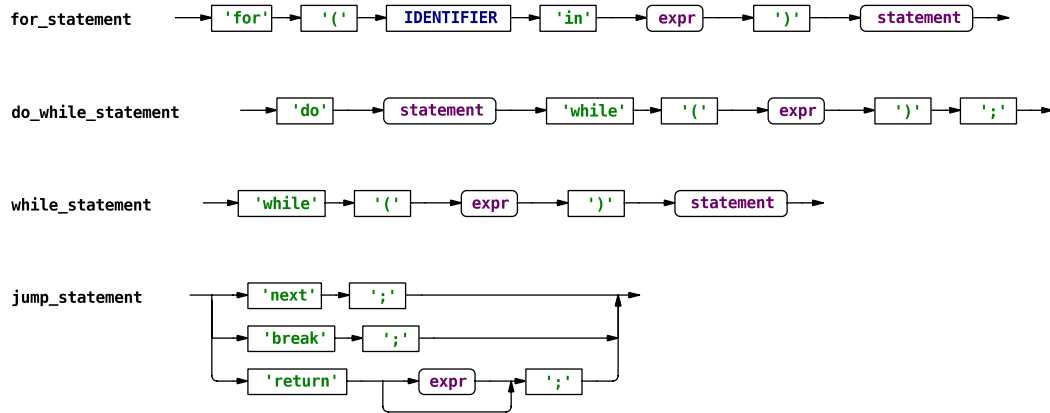 for_statement 'for' '(' IDENTIFIER 'in' expr ')' statement
do_while_statement 'do' statement 'while' '(' expr ')' ';'
while_statement 'while' '(' expr ')' statement
jump_statement 'next' ';'
'break' ';'
'return' expr ';'